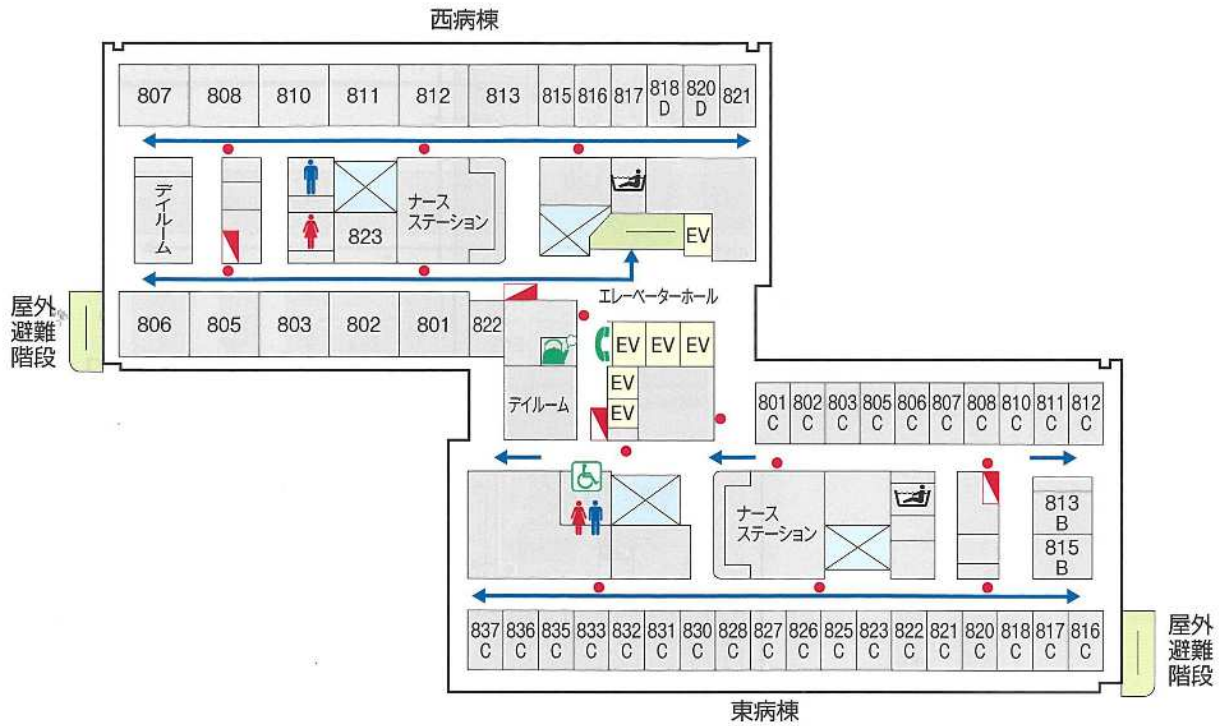 西病棟
807 808 810 811 812 813 815 816 817 818 820 821
D D
デイルーム
ナース
ステーション
823
EV
屋外
避難
階段
エレベーターホール
806 805 803 802 801 822
EV EV EV
EV
EV
デイルーム
801 802 803 805 806 807 808 810 811 812
C C C C C C C C C C
ナース
ステーション
813
B
815
B
837 836 835 833 832 831 830 828 827 826 825 823 822 821 820 818 817 816
C C C C C C C C C C C C C C C C C C
屋外
避難
階段
東病棟